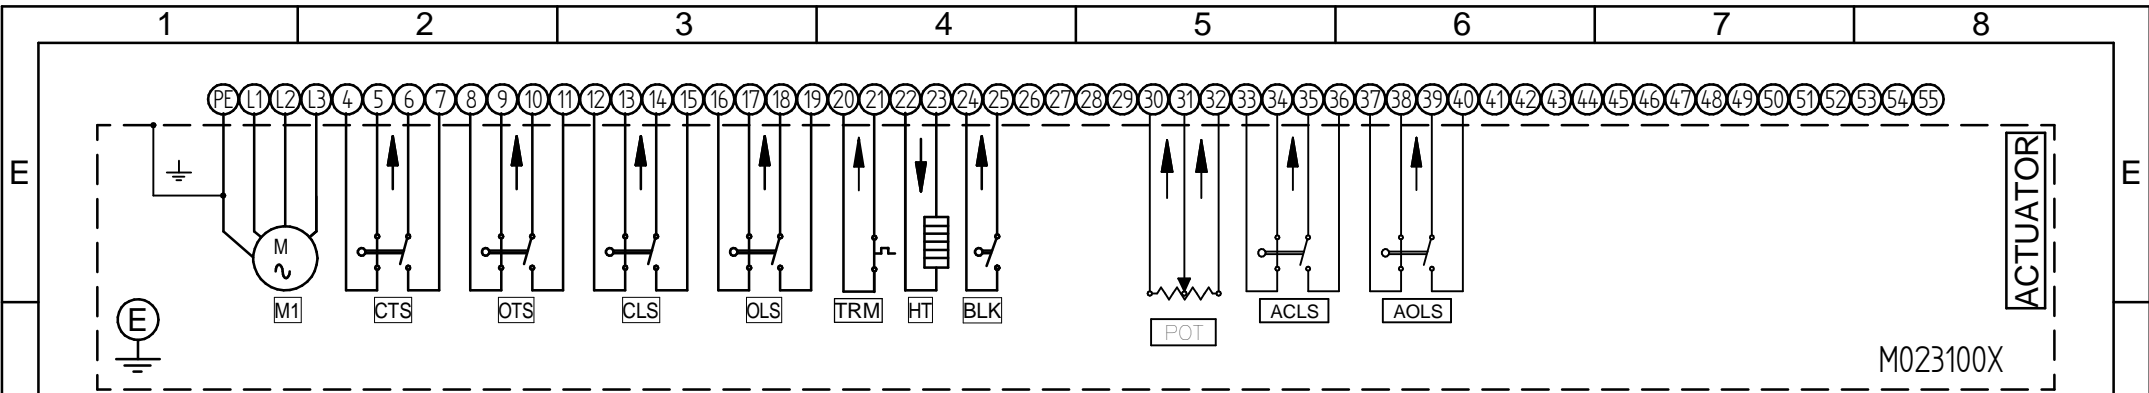 1 2 3 4 5 6 7 8
PE L1 L2 L3 4 5 6 7 8 9 10 11 12 13 14 15 16 17 18 19 20 21 22 23 24 25 26 27 28 29 30 31 32 33 34 35 36 37 38 39 40 41 42 43 44 45 46 47 48 49 50 51 52 53 54 55
E E
ACTUATOR
M
M1 CTS OTS CLS OLS TRM HT BLK ACLS AOLS
E
POT
M023100X